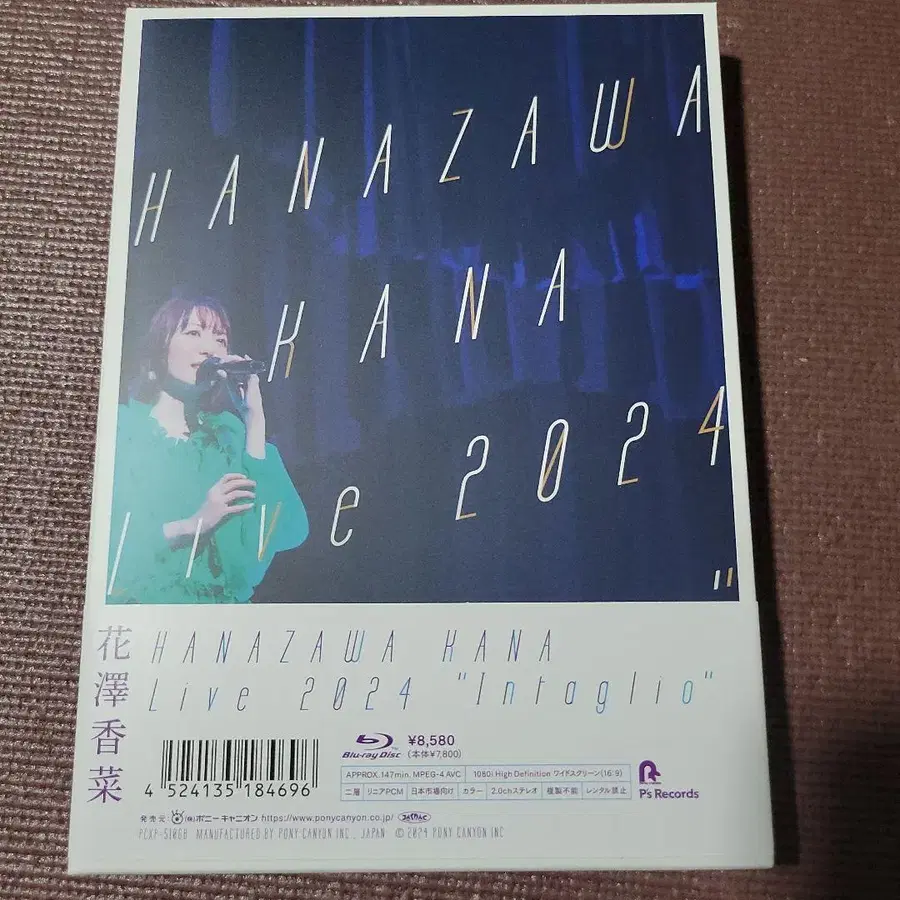 HANAZAWA
KANA
Live 2024
"
花澤香菜
HANAZAWA KANA
Live 2024 "Intaglio"
4 524135 184696
Blu-ray Disc
¥8,580
(本体¥7,800)
APPROX.147min. MPEG-4 AVC 1080i High Definition ワイドスクリーン(16:9)
二層 リニアPCM 日本市場向け カラー 2.0chステレオ 複製不能 レンタル禁止
P's Records
発売元 (株)ポニーキャニオン https://www.ponycanyon.co.jp/
MANUFACTURED BY PONY CANYON INC., JAPAN © 2024 PONY CANYON INC.